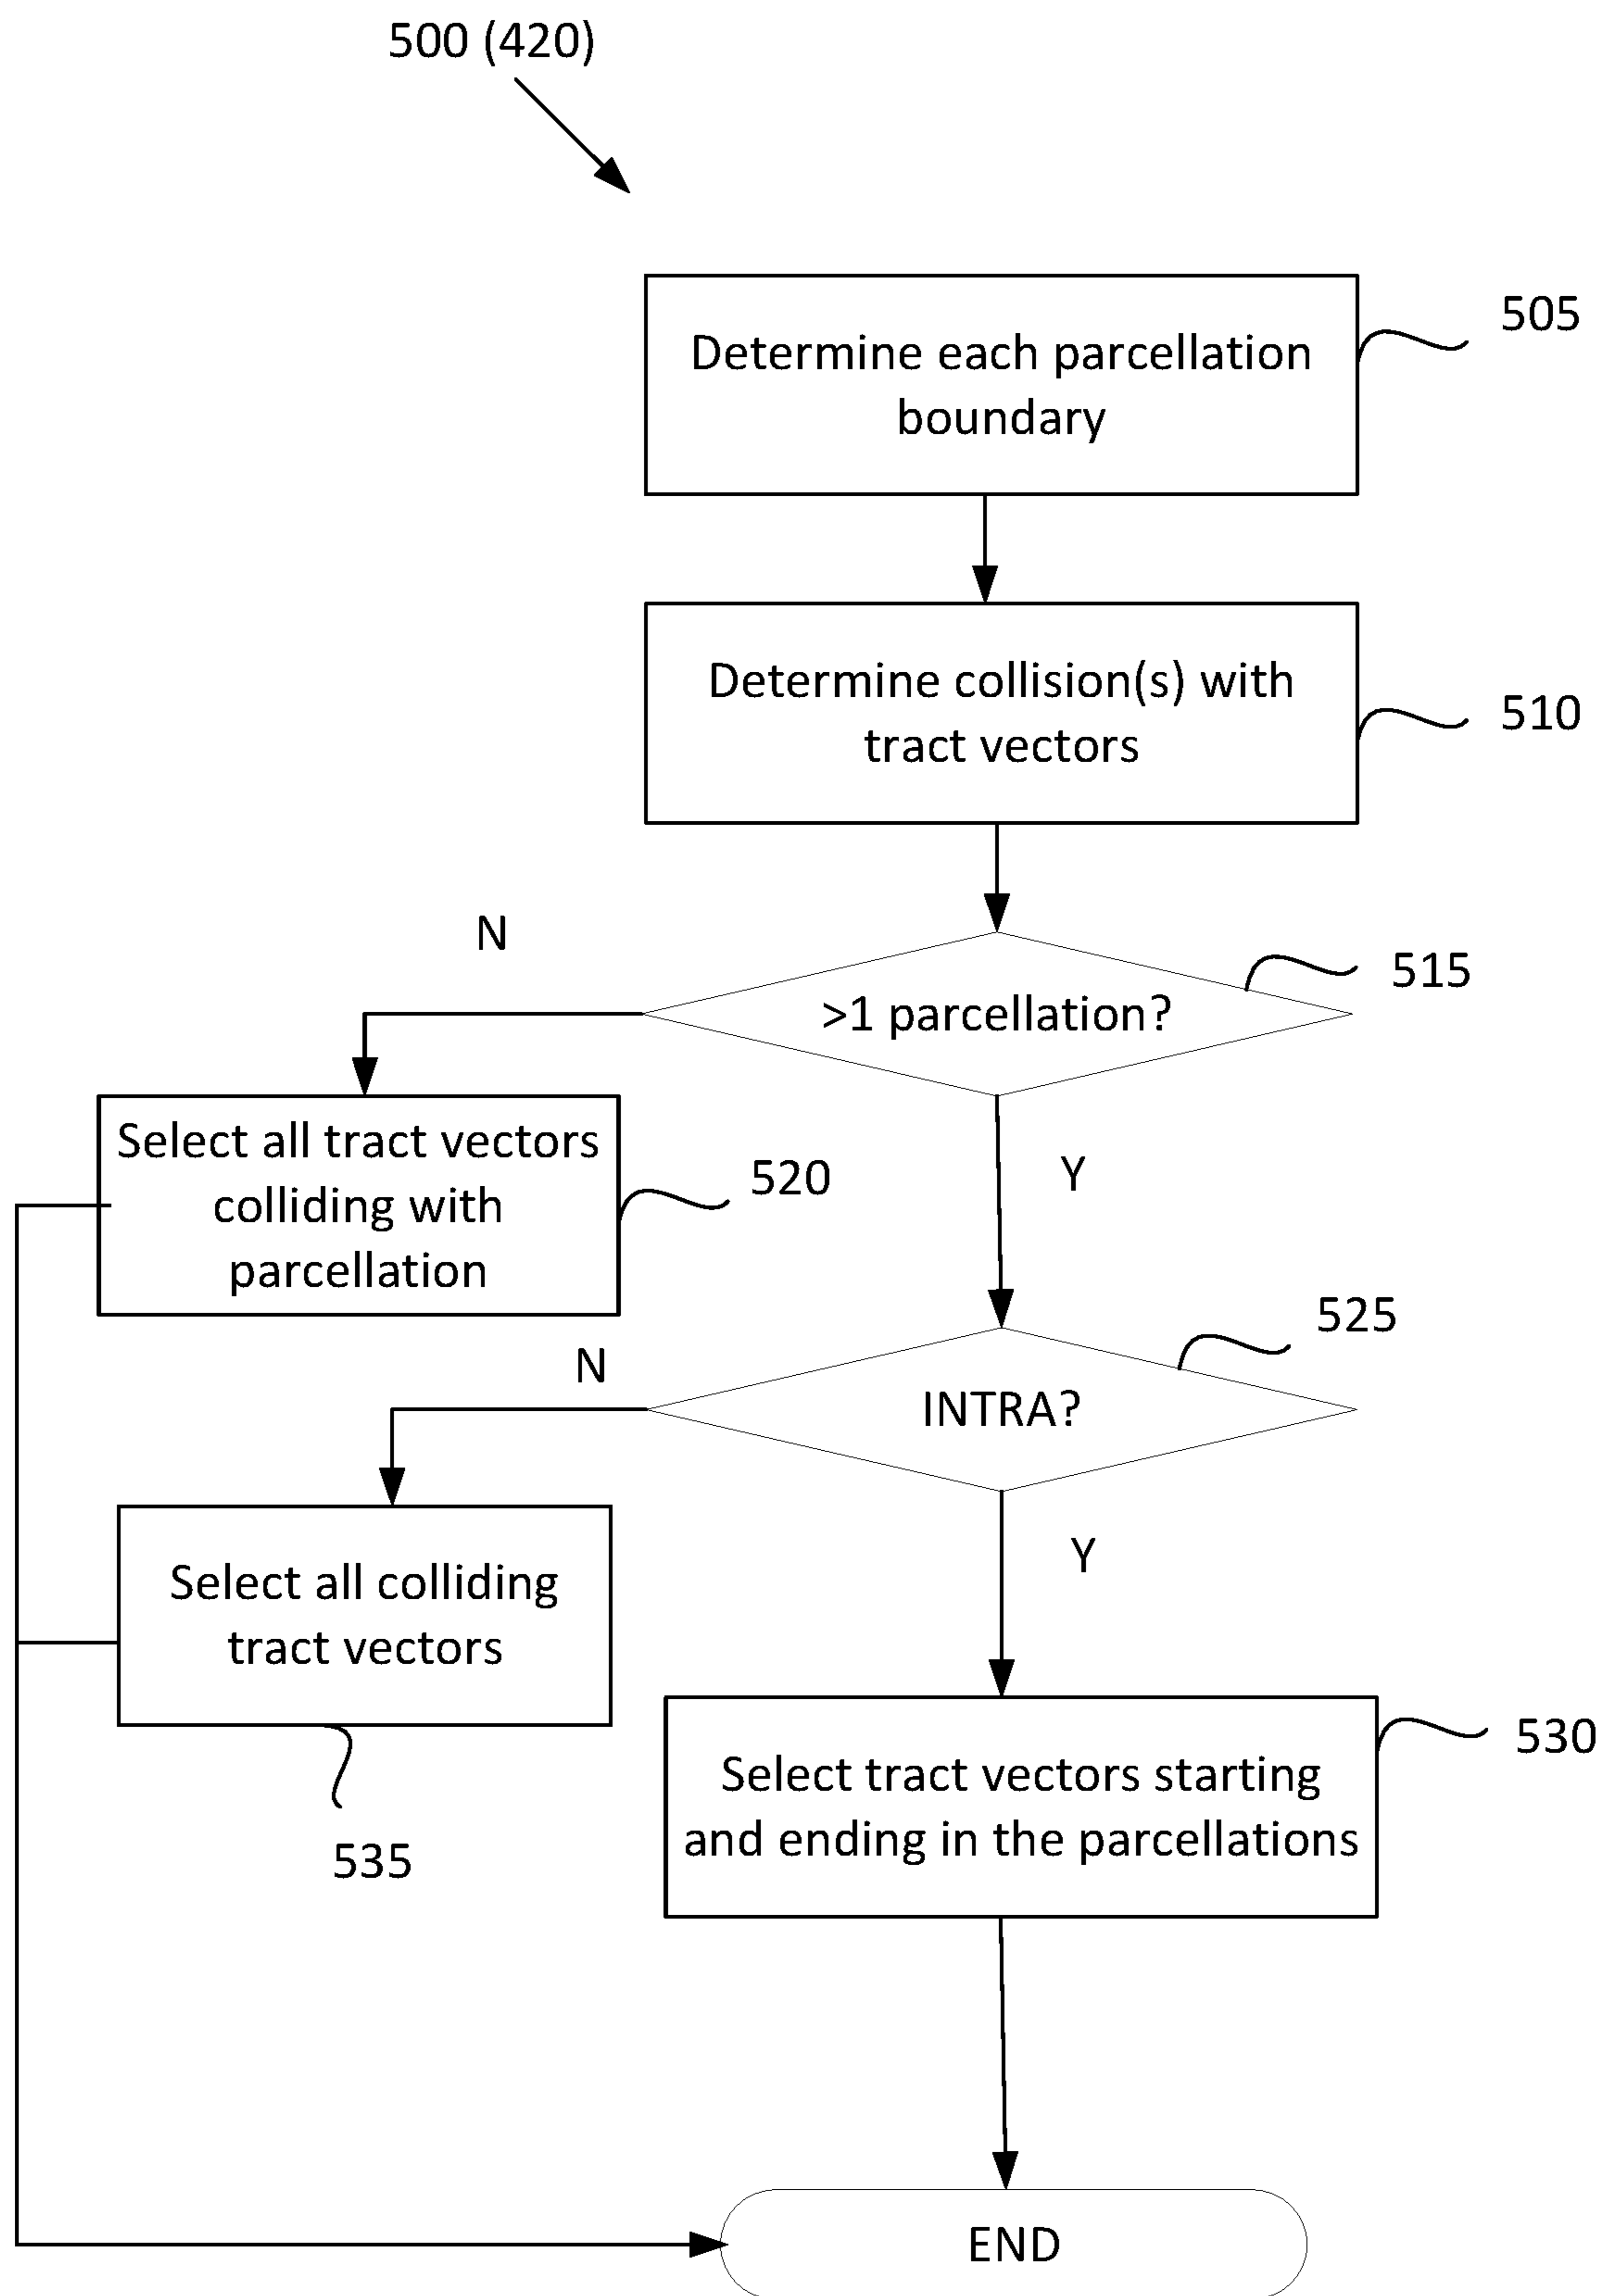 500 (420)
Determine each parcellation
boundary
505
Determine collision(s) with
tract vectors
510
N
>1 parcellation?
515
Select all tract vectors
colliding with
parcellation
520
Y
525
N
INTRA?
Select all colliding
tract vectors
535
Y
Select tract vectors starting
and ending in the parcellations
530
END